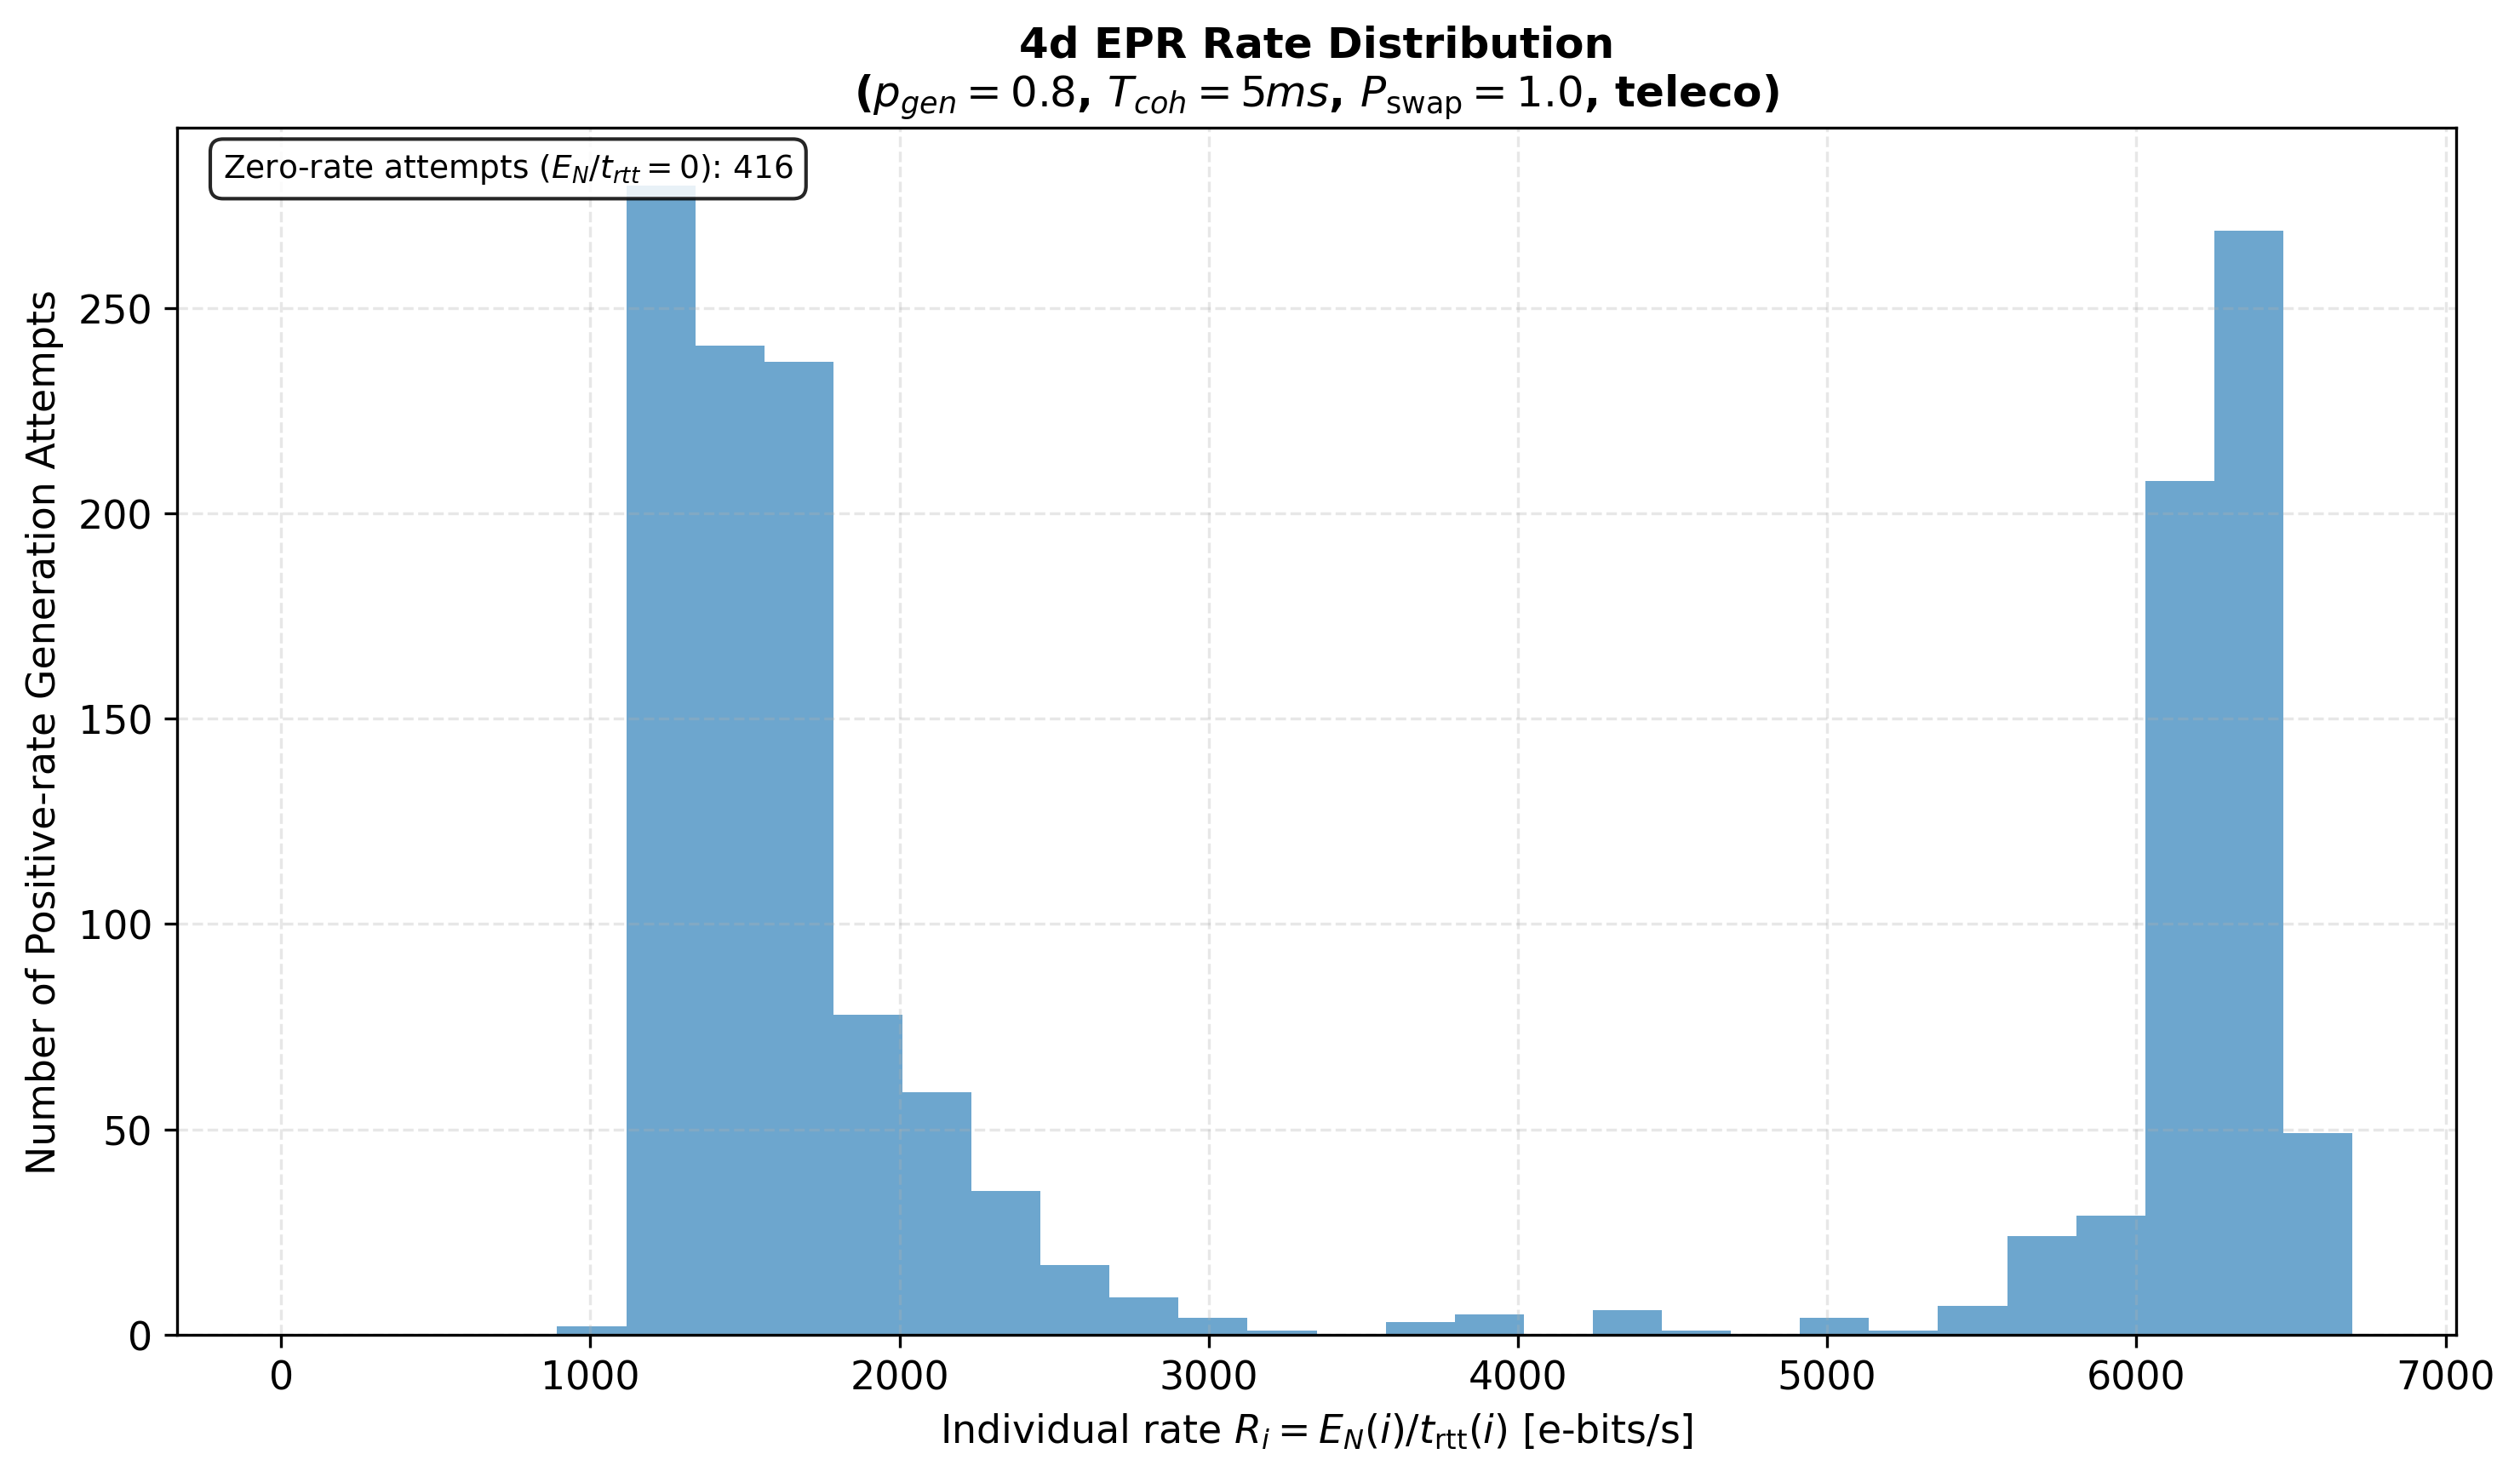 4d EPR Rate Distribution
(p_gen = 0.8, T_coh = 5ms, P_swap = 1.0, teleco)
Zero-rate attempts (E_N/t_rtt = 0): 416
Number of Positive-rate Generation Attempts
250
200
150
100
50
0
0 1000 2000 3000 4000 5000 6000 7000
Individual rate R_i = E_N(i)/t_rtt(i) [e-bits/s]